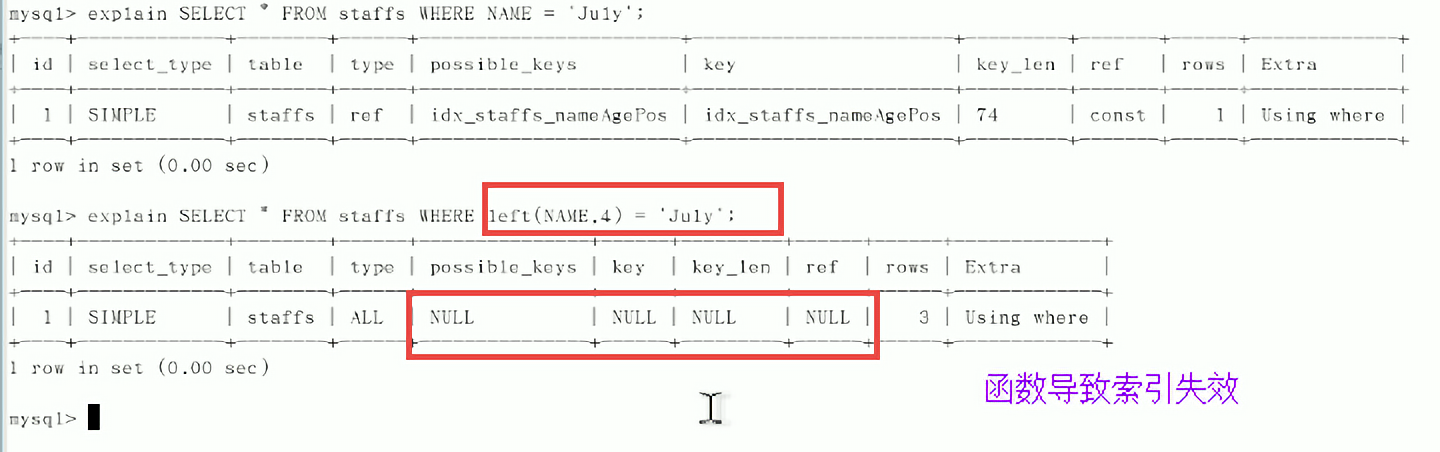 mysql> explain SELECT * FROM staffs WHERE NAME = 'July';
| id | select_type | table | type | possible_keys | key | key_len | ref | rows | Extra |
| 1 | SIMPLE | staffs | ref | idx_staffs_nameAgePos | idx_staffs_nameAgePos | 74 | const | 1 | Using where |
1 row in set (0.00 sec)
mysql> explain SELECT * FROM staffs WHERE left(NAME,4) = 'July';
| id | select_type | table | type | possible_keys | key | key_len | ref | rows | Extra |
| 1 | SIMPLE | staffs | ALL | NULL | NULL | NULL | NULL | 3 | Using where |
1 row in set (0.00 sec)
函数导致索引失效
mysql>